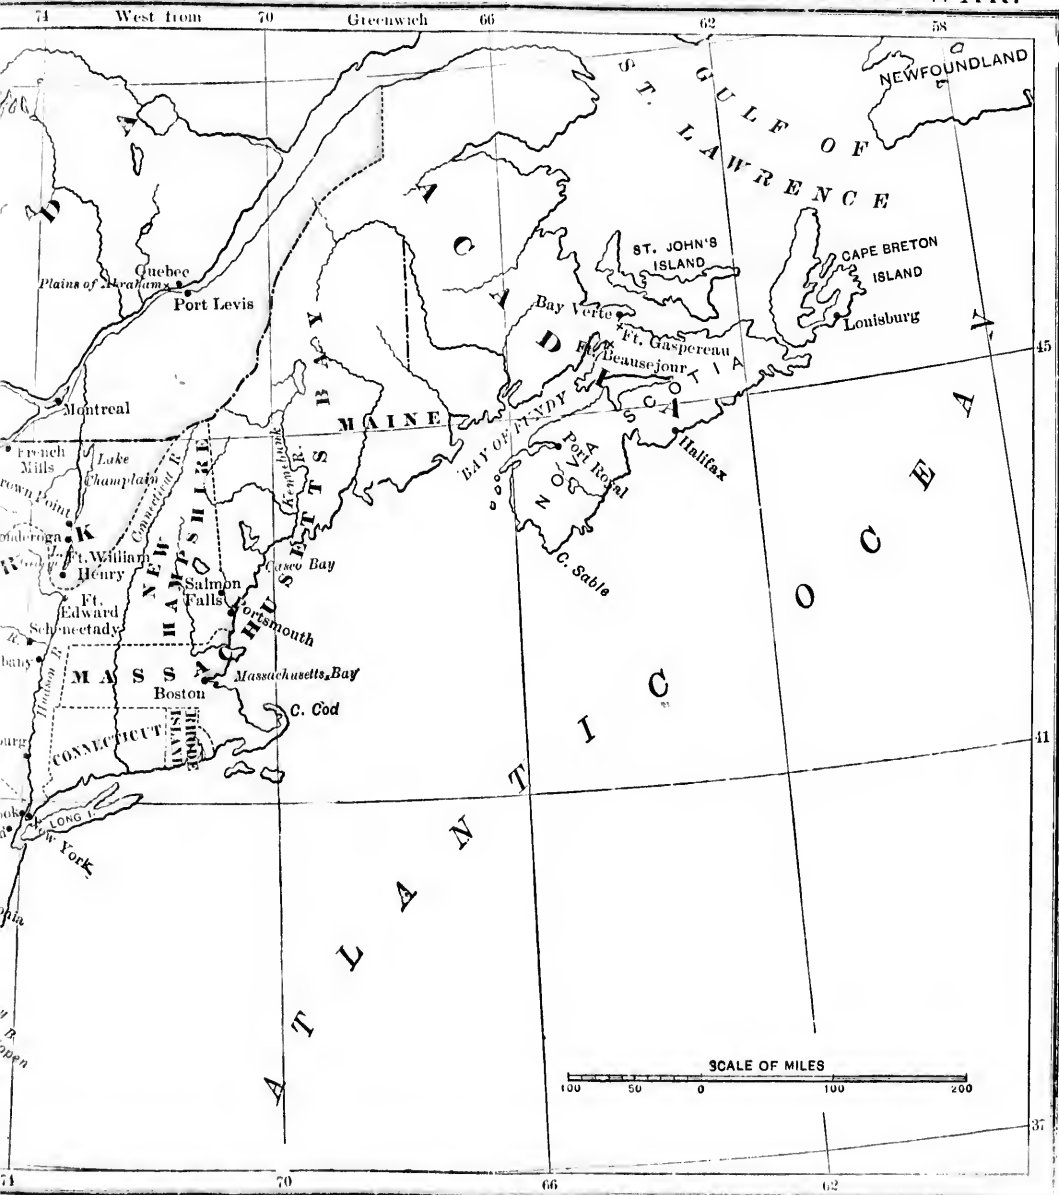 74 West from 70 Greenwich 66 62 58
NEWFOUNDLAND
GULF OF
ST. LAWRENCE
ACADIA
ST. JOHN'S
ISLAND
CAPE BRETON
ISLAND
Quebec
Plains of Abraham
Port Levis
Bay Verte
Ft. Gaspereau
Ft. Beausejour
Louisburg
45
NOVA SCOTIA
BAY OF FUNDY
Halifax
Port Royal
C. Sable
Montreal
MAINE
French
Mills
Lake
Champlain
Connecticut R.
Kennebunk
R.
MASSACHUSETTS BAY
Ft. William
Henry
NEW
HAMPSHIRE
Casco Bay
Salmon
Falls
Portsmouth
Ft.
Edward
Schenectady
Hudson R.
MASSACHUSETTS BAY
Boston
C. Cod
CONNECTICUT
RHODE
ISLAND
41
LONG I.
New York
ATLANTIC OCEAN
SCALE OF MILES
100 50 0 100 200
37
74 70 66 62